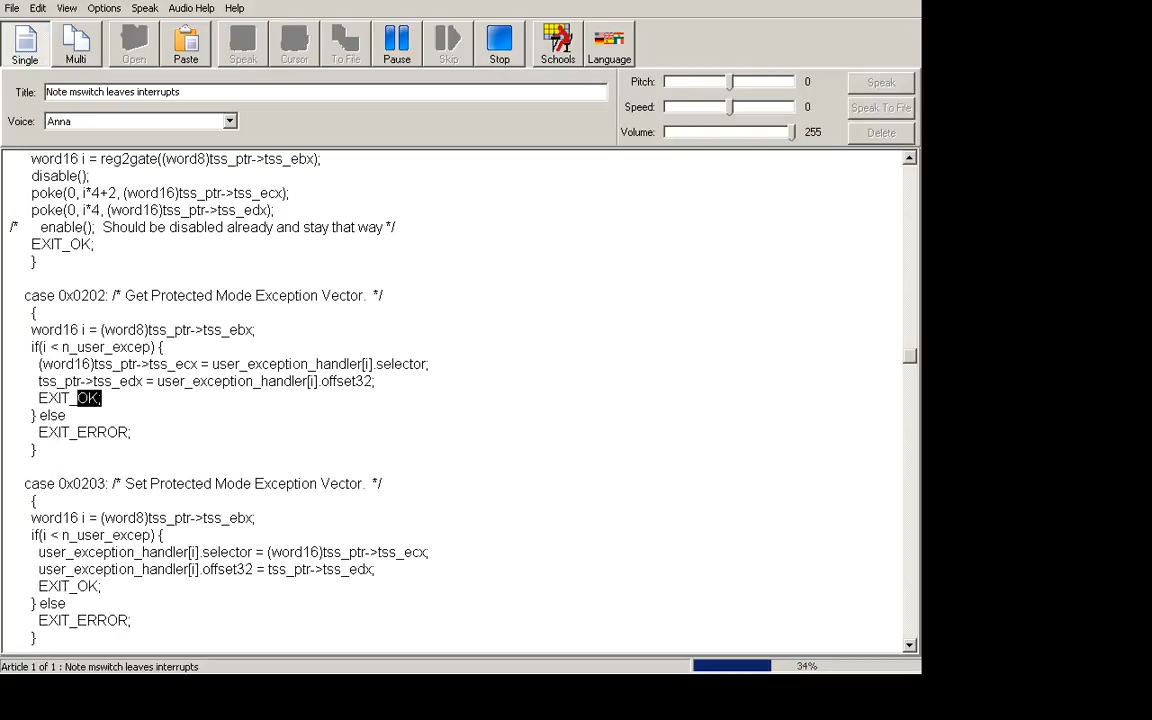 File Edit View Options Speak Audio Help Help
Single Multi Open Paste Speak Cursor To File Pause Skip Stop Schools Language
Title: Note mswitch leaves interrupts
Voice: Anna
Pitch: 0 Speak
Speed: 0 Speak To File
Volume: 255 Delete
word16 i = reg2gate((word8)tss_ptr->tss_ebx);
disable();
poke(0, i*4+2, (word16)tss_ptr->tss_ecx);
poke(0, i*4, (word16)tss_ptr->tss_edx);
/* enable(); Should be disabled already and stay that way */
EXIT_OK;
}
case 0x0202: /* Get Protected Mode Exception Vector. */
{
word16 i = (word8)tss_ptr->tss_ebx;
if(i < n_user_excep) {
(word16)tss_ptr->tss_ecx = user_exception_handler[i].selector;
tss_ptr->tss_edx = user_exception_handler[i].offset32;
EXIT_OK;
} else
EXIT_ERROR;
}
case 0x0203: /* Set Protected Mode Exception Vector. */
{
word16 i = (word8)tss_ptr->tss_ebx;
if(i < n_user_excep) {
user_exception_handler[i].selector = (word16)tss_ptr->tss_ecx;
user_exception_handler[i].offset32 = tss_ptr->tss_edx;
EXIT_OK;
} else
EXIT_ERROR;
}
Article 1 of 1 : Note mswitch leaves interrupts 34%